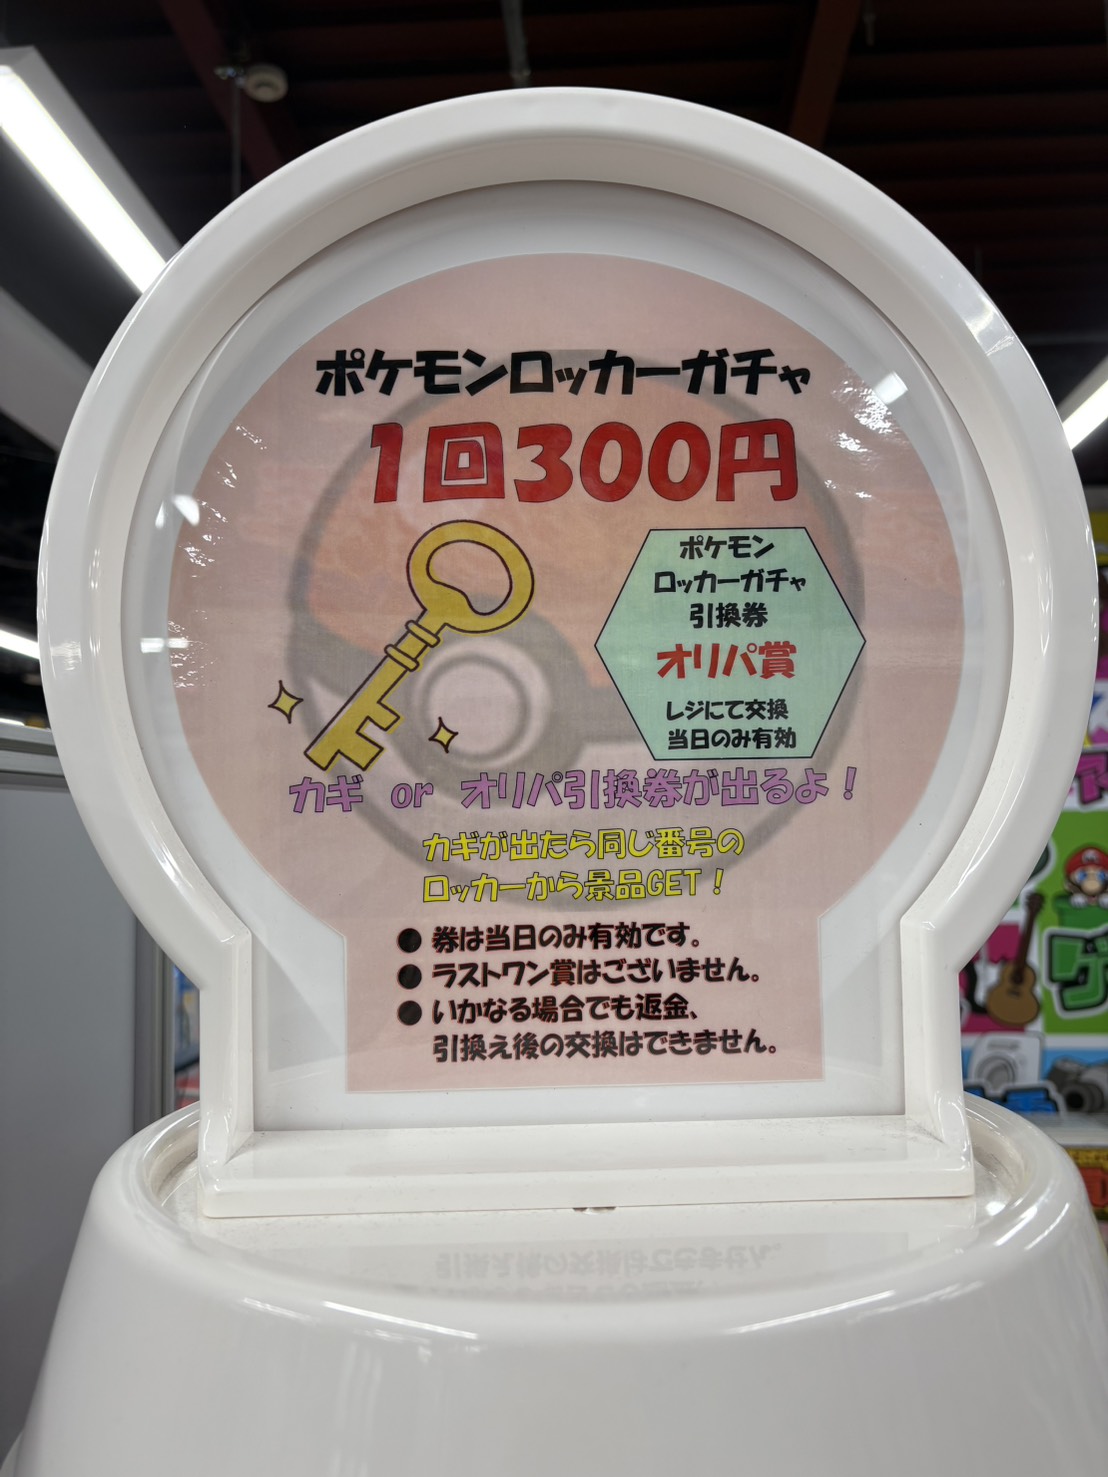 ポケモンロッカーガチャ
1回300円
ポケモン
ロッカーガチャ
引換券
オリパ賞
レジにて交換
当日のみ有効
カギ or オリパ引換券が出るよ！
カギが出たら同じ番号の
ロッカーから景品GET！
● 券は当日のみ有効です。
● ラストワン賞はございません。
● いかなる場合でも返金、
引換え後の交換はできません。